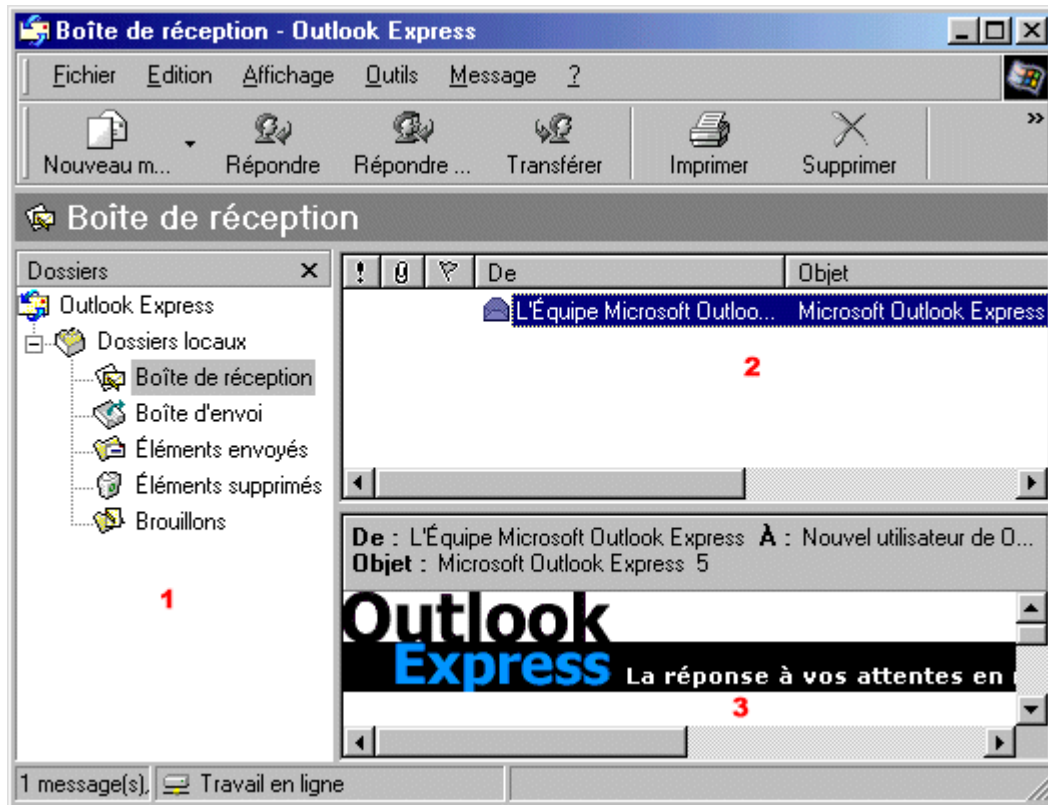 Boîte de réception - Outlook Express
Fichier Edition Affichage Outils Message ?
Nouveau m... Répondre Répondre ... Transférer Imprimer Supprimer »
Boîte de réception
Dossiers
Outlook Express
Dossiers locaux
Boîte de réception
Boîte d'envoi
Éléments envoyés
Éléments supprimés
Brouillons
1
De Objet
L'Équipe Microsoft Outloo... Microsoft Outlook Express
2
De : L'Équipe Microsoft Outlook Express À : Nouvel utilisateur de O...
Objet : Microsoft Outlook Express 5
Outlook
Express La réponse à vos attentes en
3
1 message(s), Travail en ligne